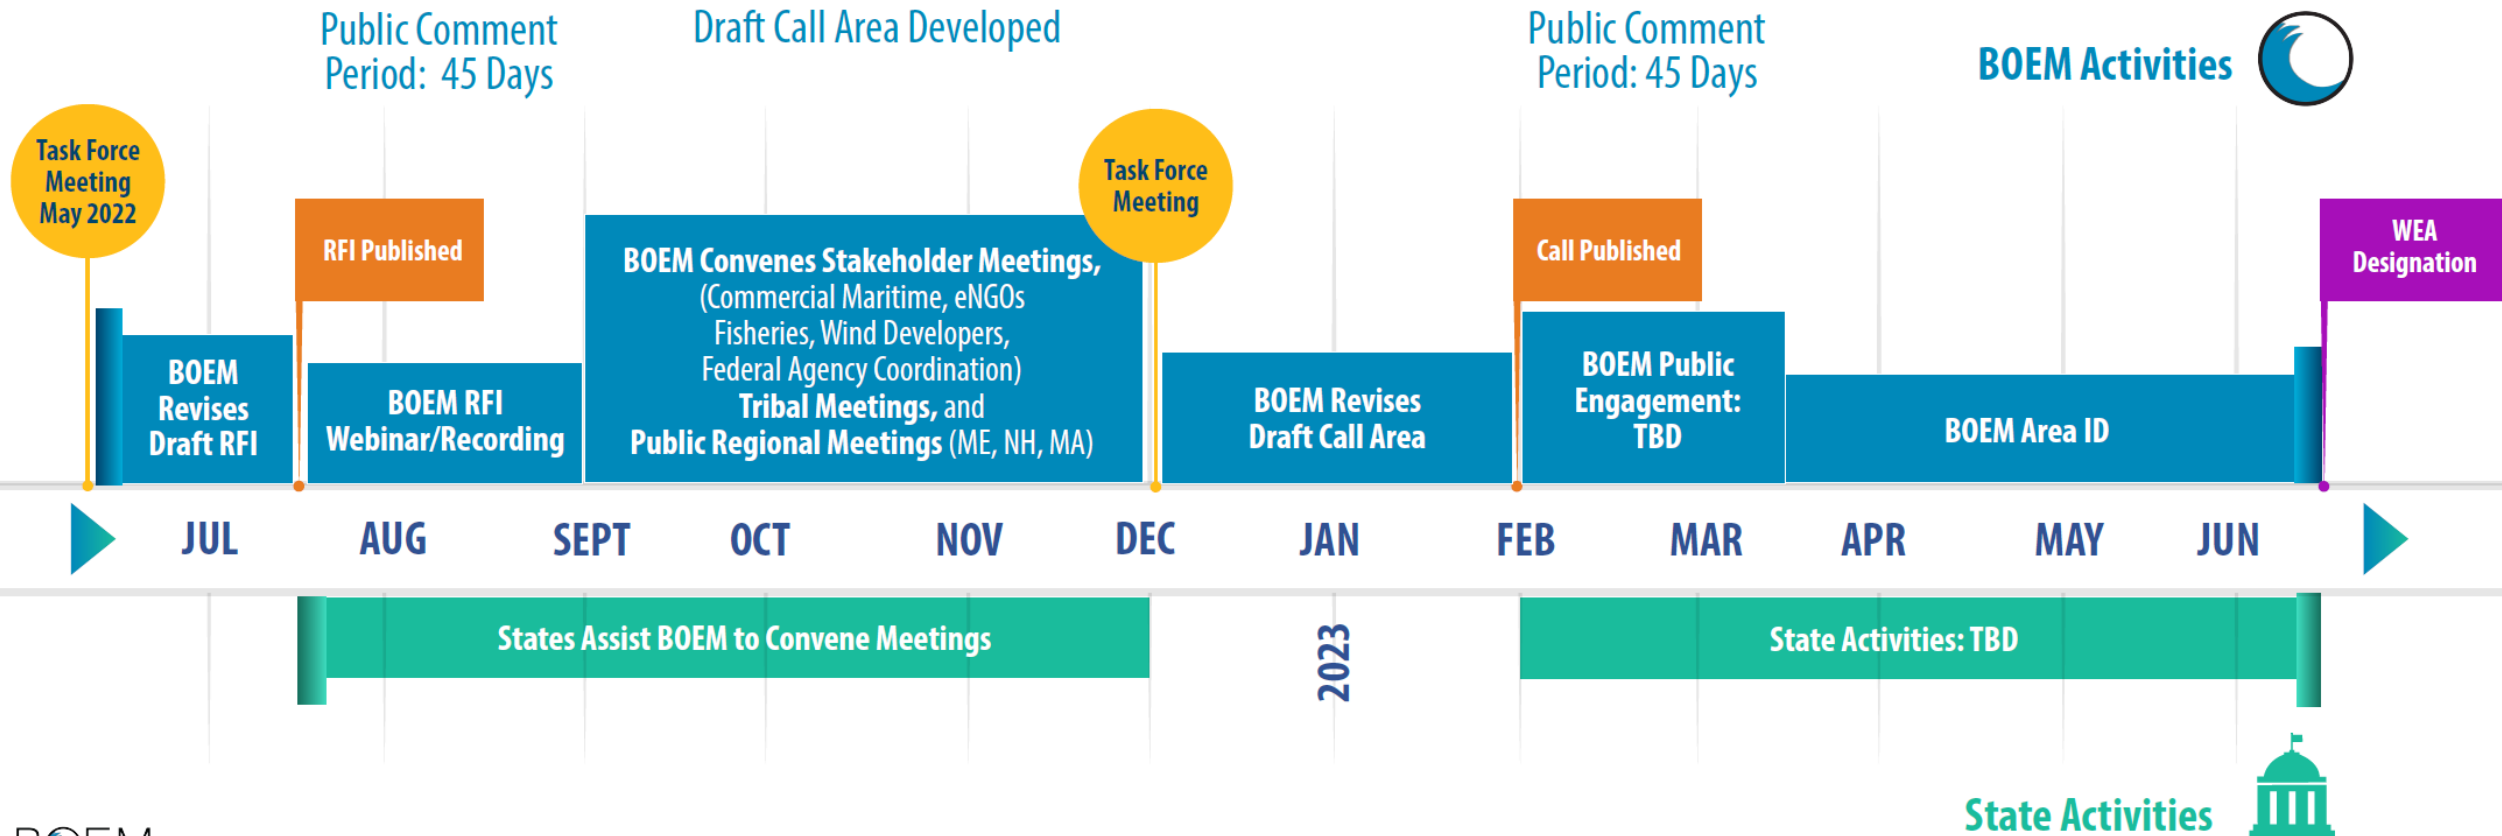 Public Comment
Period: 45 Days
Draft Call Area Developed
Public Comment
Period: 45 Days
BOEM Activities
Task Force
Meeting
May 2022
Task Force
Meeting
RFI Published
Call Published
WEA
Designation
BOEM
Revises
Draft RFI
BOEM RFI
Webinar/Recording
BOEM Convenes Stakeholder Meetings,
(Commercial Maritime, eNGOs
Fisheries, Wind Developers,
Federal Agency Coordination)
Tribal Meetings, and
Public Regional Meetings (ME, NH, MA)
BOEM Revises
Draft Call Area
BOEM Public
Engagement:
TBD
BOEM Area ID
JUL AUG SEPT OCT NOV DEC JAN FEB MAR APR MAY JUN
States Assist BOEM to Convene Meetings
2023
State Activities: TBD
State Activities
BOEM